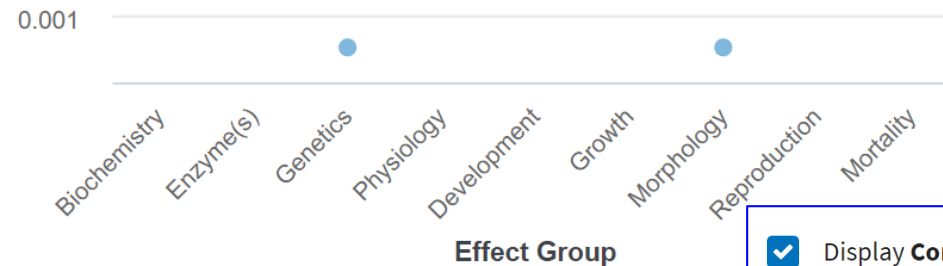 0.001
Biochemistry
Enzyme(s)
Genetics
Physiology
Development
Growth
Morphology
Reproduction
Mortality
Effect Group
Display